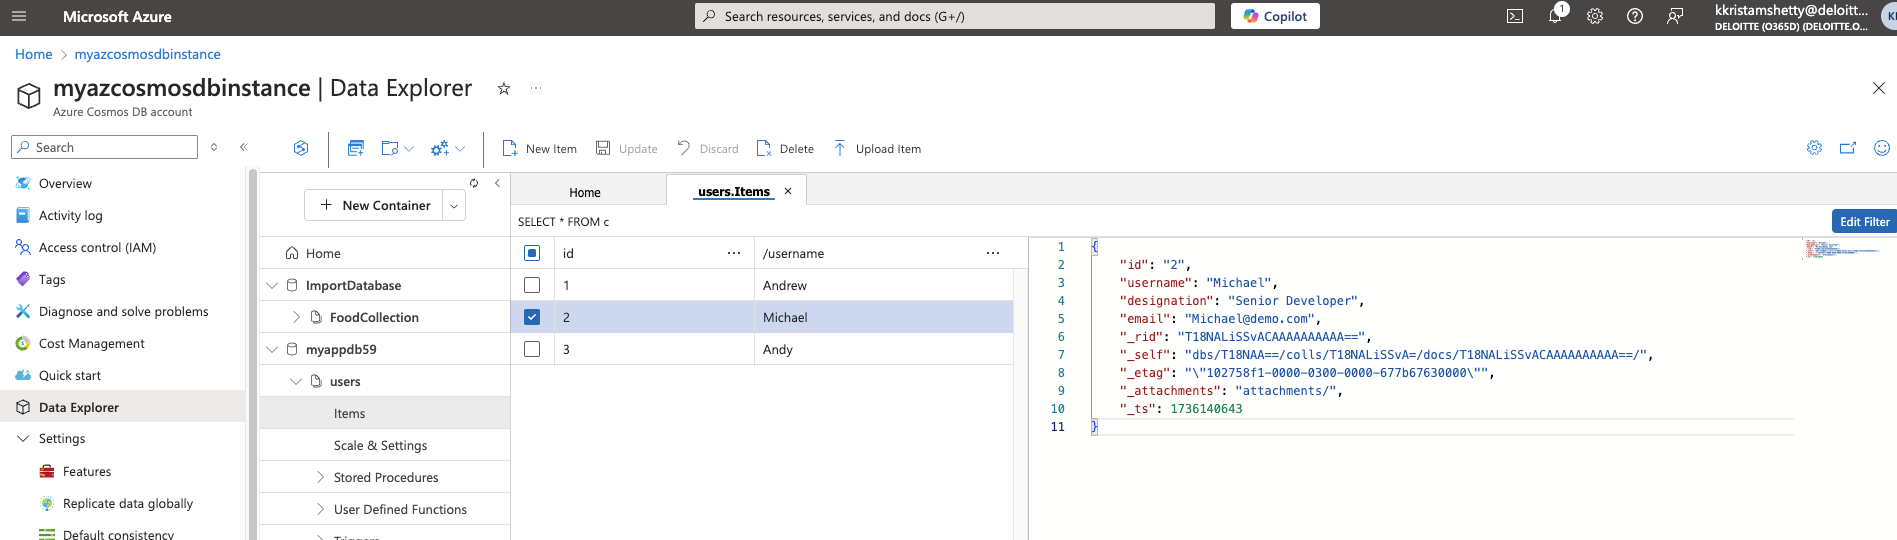 Microsoft Azure
Search resources, services, and docs (G+/)
Copilot
1
kkristamshetty@deloitt...
DELOITTE (O365D) (DELOITTE.O...
Home > myazcosmosdbinstance
myazcosmosdbinstance | Data Explorer
Azure Cosmos DB account
Search
Overview
Activity log
Access control (IAM)
Tags
Diagnose and solve problems
Cost Management
Quick start
Data Explorer
Settings
Features
Replicate data globally
Default consistency
New Item
Update
Discard
Delete
Upload Item
New Container
Home
ImportDatabase
FoodCollection
myappdb59
users
Items
Scale & Settings
Stored Procedures
User Defined Functions
Triggers
Home
users.Items
SELECT * FROM c
Edit Filter
id ... /username ...
1 Andrew
2 Michael
3 Andy
1 {
2 "id": "2",
3 "username": "Michael",
4 "designation": "Senior Developer",
5 "email": "Michael@demo.com",
6 "_rid": "T18NALiSSvACAAAAAAAAAA==",
7 "_self": "dbs/T18NAA==/colls/T18NALiSSvA=/docs/T18NALiSSvACAAAAAAAAAA==/",
8 "_etag": "\"102758f1-0000-0300-0000-677b67630000\"",
9 "_attachments": "attachments/",
10 "_ts": 1736140643
11 }